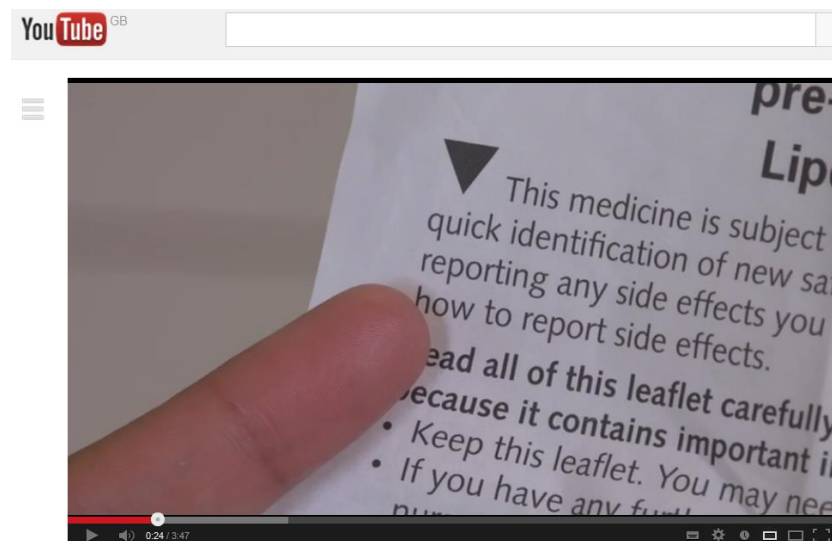 YouTube GB
pre-
Lip
This medicine is subject
quick identification of new sa
reporting any side effects you
how to report side effects.
ead all of this leaflet carefully
ecause it contains important i
• Keep this leaflet. You may nee
• If you have any
0:24 / 3:47